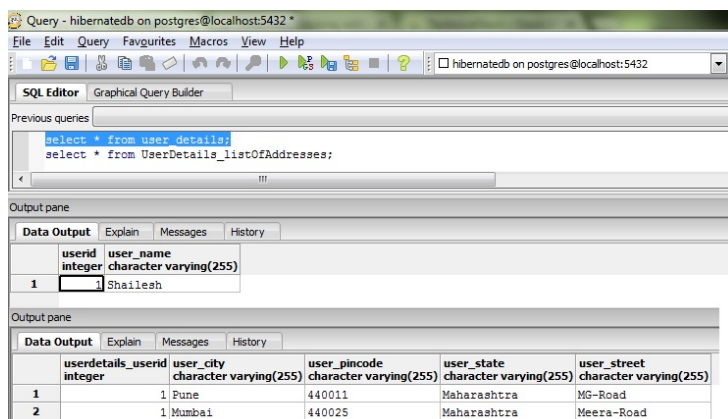 Query - hibernatedb on postgres@localhost:5432 *
File Edit Query Favourites Macros View Help
hibernatedb on postgres@localhost:5432
SQL Editor Graphical Query Builder
Previous queries
select * from user_details;
select * from UserDetails_listOfAddresses;
Output pane
Data Output Explain Messages History
userid user_name
integer character varying(255)
1 1 Shailesh
Output pane
Data Output Explain Messages History
userdetails_userid user_city user_pincode user_state user_street
integer character varying(255) character varying(255) character varying(255) character varying(255)
1 1 Pune 440011 Maharashtra MG-Road
2 1 Mumbai 440025 Maharashtra Meera-Road